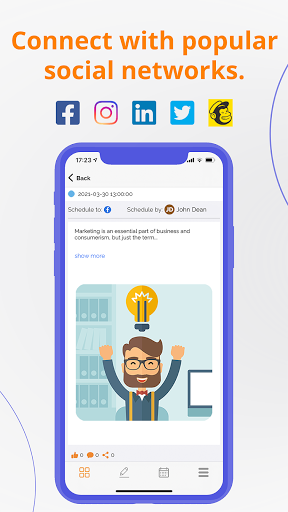 Connect with popular
social networks.
17:23
Back
2021-03-30 13:00:00
Schedule to: Schedule by: JD John Dean
Marketing is an essential part of business and
consumerism, but just the term...
show more
0 0 0